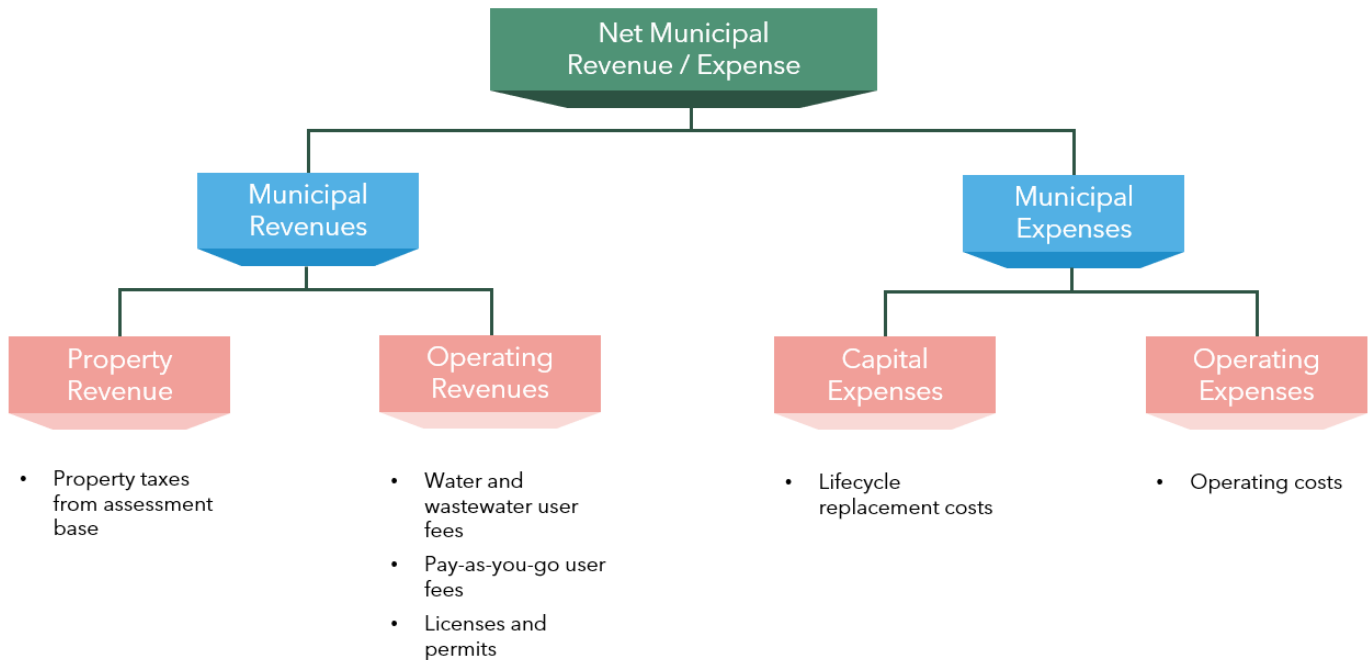 Net Municipal
Revenue / Expense
Municipal
Revenues
Municipal
Expenses
Property
Revenue
Operating
Revenues
Capital
Expenses
Operating
Expenses
• Property taxes
from assessment
base
• Water and
wastewater user
fees
• Pay-as-you-go user
fees
• Licenses and
permits
• Lifecycle
replacement costs
• Operating costs